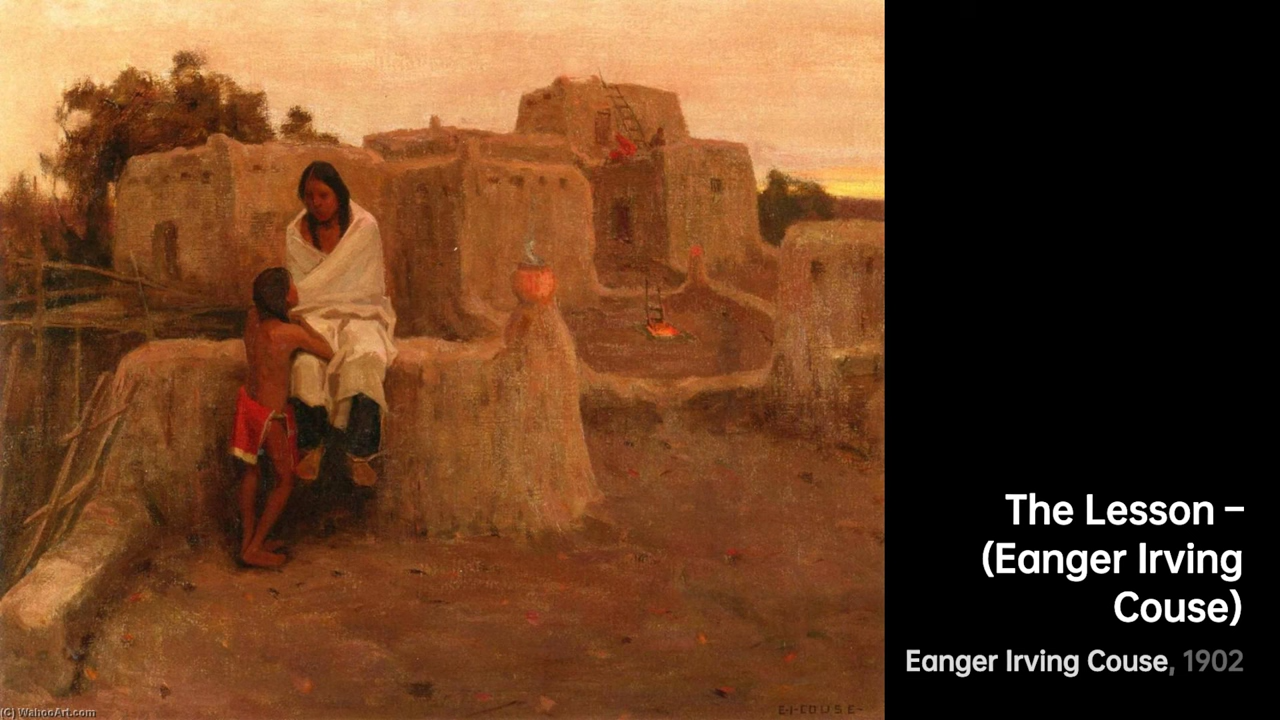 The Lesson –
(Eanger Irving
Couse)
Eanger Irving Couse, 1902
(C) WahooArt.com
E-I-COUSE-